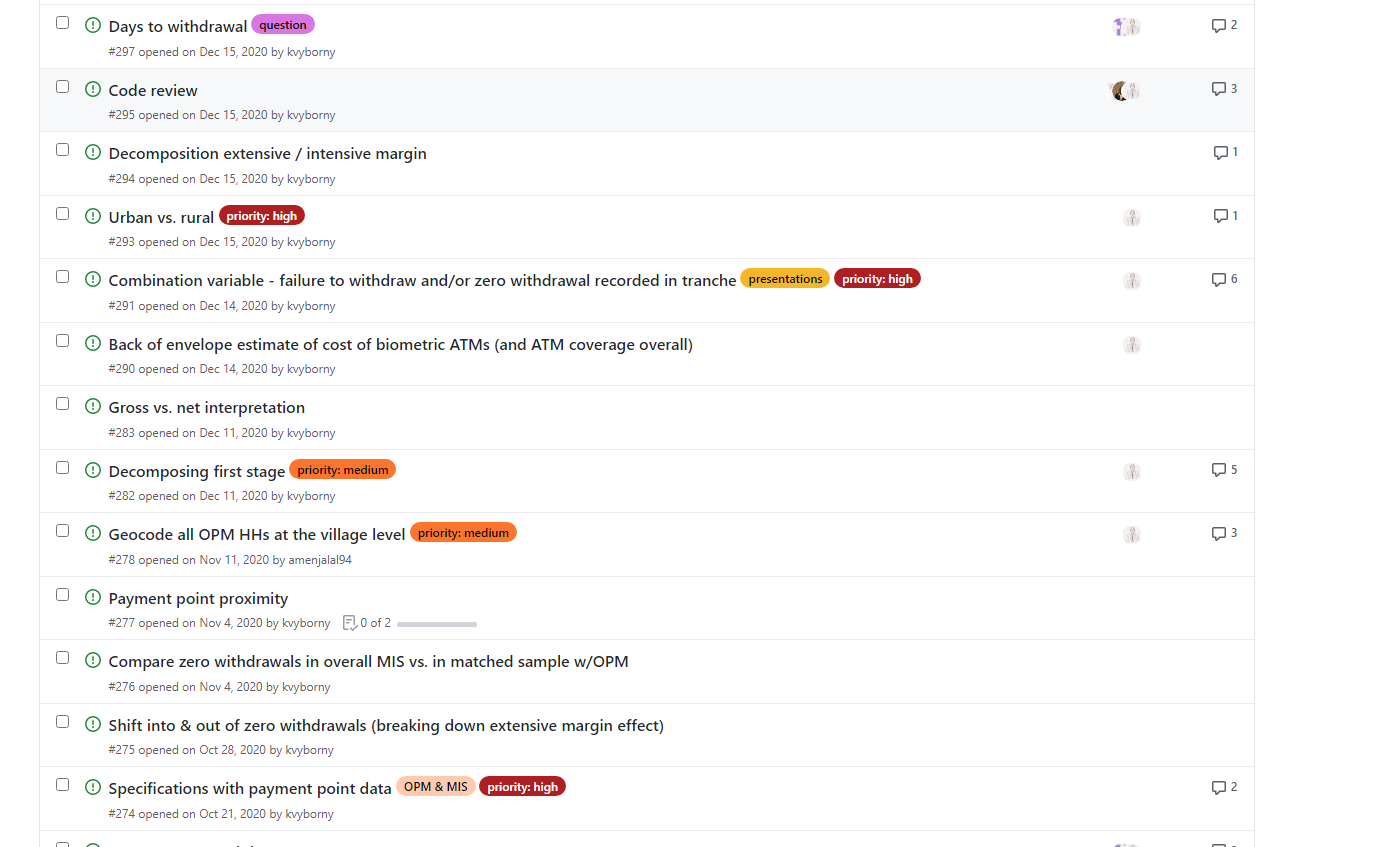 Days to withdrawal question 2
#297 opened on Dec 15, 2020 by kvyborny
Code review 3
#295 opened on Dec 15, 2020 by kvyborny
Decomposition extensive / intensive margin 1
#294 opened on Dec 15, 2020 by kvyborny
Urban vs. rural priority: high 1
#293 opened on Dec 15, 2020 by kvyborny
Combination variable - failure to withdraw and/or zero withdrawal recorded in tranche presentations priority: high 6
#291 opened on Dec 14, 2020 by kvyborny
Back of envelope estimate of cost of biometric ATMs (and ATM coverage overall)
#290 opened on Dec 14, 2020 by kvyborny
Gross vs. net interpretation
#283 opened on Dec 11, 2020 by kvyborny
Decomposing first stage priority: medium 5
#282 opened on Dec 11, 2020 by kvyborny
Geocode all OPM HHs at the village level priority: medium 3
#278 opened on Nov 11, 2020 by amenjalal94
Payment point proximity
#277 opened on Nov 4, 2020 by kvyborny 0 of 2
Compare zero withdrawals in overall MIS vs. in matched sample w/OPM
#276 opened on Nov 4, 2020 by kvyborny
Shift into & out of zero withdrawals (breaking down extensive margin effect)
#275 opened on Oct 28, 2020 by kvyborny
Specifications with payment point data OPM & MIS priority: high 2
#274 opened on Oct 21, 2020 by kvyborny